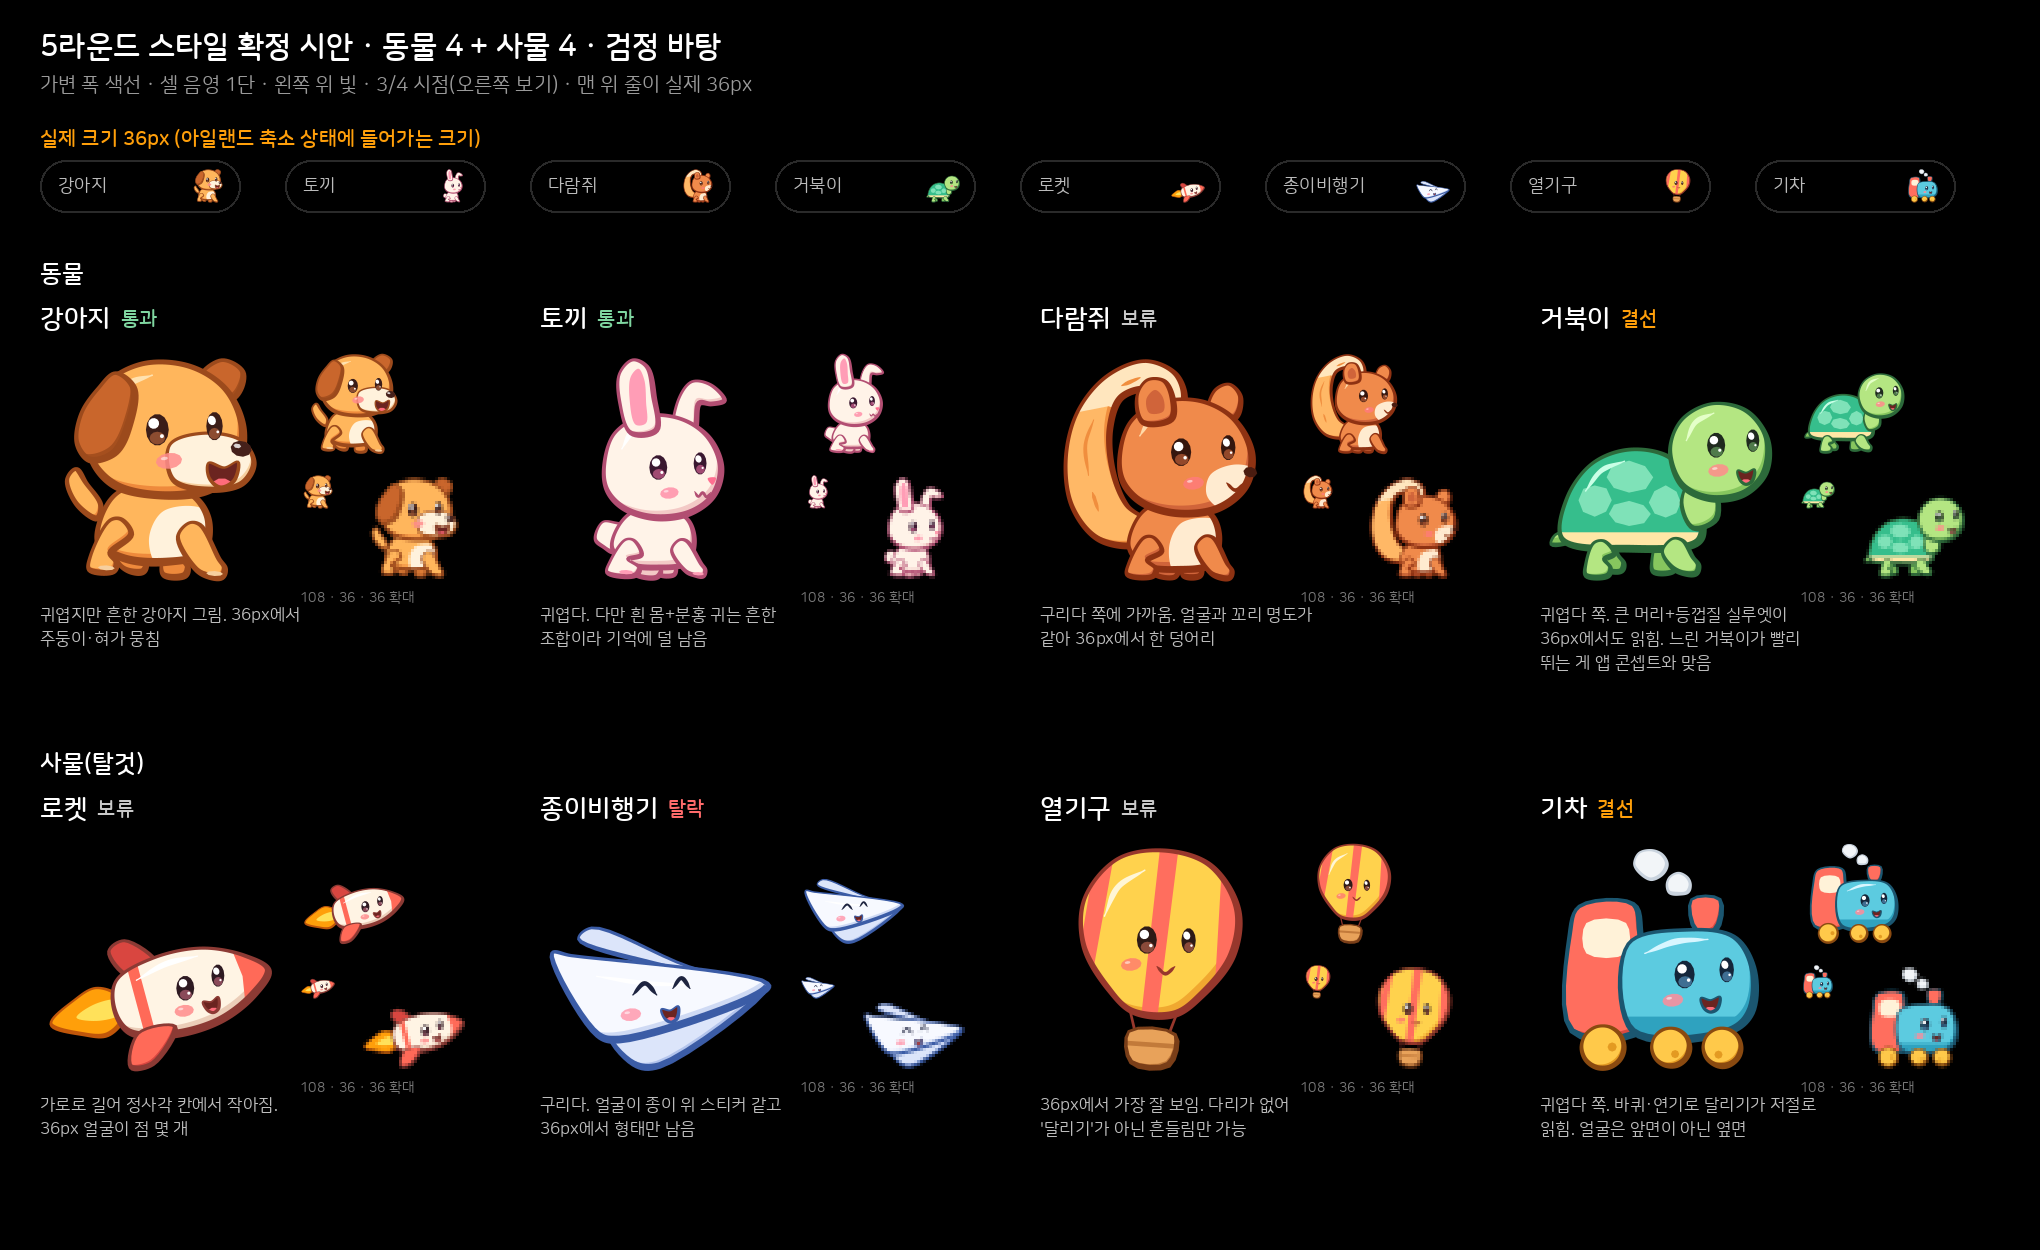 5라운드 스타일 확정 시안 · 동물 4 + 사물 4 · 검정 바탕
가변 폭 색선 · 셀 음영 1단 · 왼쪽 위 빛 · 3/4 시점(오른쪽 보기) · 맨 위 줄이 실제 36px
실제 크기 36px (아일랜드 축소 상태에 들어가는 크기)
강아지
토끼
다람쥐
거북이
로켓
종이비행기
열기구
기차
동물
강아지 통과
108 · 36 · 36 확대
귀엽지만 흔한 강아지 그림. 36px에서
주둥이·혀가 뭉침
토끼 통과
108 · 36 · 36 확대
귀엽다. 다만 흰 몸+분홍 귀는 흔한
조합이라 기억에 덜 남음
다람쥐 보류
108 · 36 · 36 확대
구리다 쪽에 가까움. 얼굴과 꼬리 명도가
같아 36px에서 한 덩어리
거북이 결선
108 · 36 · 36 확대
귀엽다 쪽. 큰 머리+등껍질 실루엣이
36px에서도 읽힘. 느린 거북이가 빨리
뛰는 게 앱 콘셉트와 맞음
사물(탈것)
로켓 보류
108 · 36 · 36 확대
가로로 길어 정사각 칸에서 작아짐.
36px 얼굴이 점 몇 개
종이비행기 탈락
108 · 36 · 36 확대
구리다. 얼굴이 종이 위 스티커 같고
36px에서 형태만 남음
열기구 보류
108 · 36 · 36 확대
36px에서 가장 잘 보임. 다리가 없어
'달리기'가 아닌 흔들림만 가능
기차 결선
108 · 36 · 36 확대
귀엽다 쪽. 바퀴·연기로 달리기가 저절로
읽힘. 얼굴은 앞면이 아닌 옆면